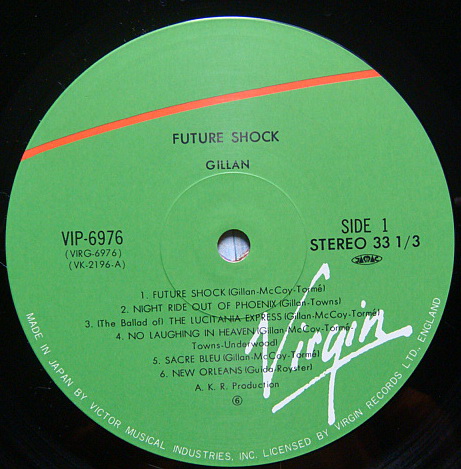 FUTURE SHOCK
GILLAN
VIP-6976
(VIRG-6976)
(VK-2196-A)
SIDE 1
STEREO 33 1/3
JASRAC
1. FUTURE SHOCK (Gillan-McCoy-Tormé)
2. NIGHT RIDE OUT OF PHOENIX (Gillan-Towns)
3. (The Ballad of) THE LUCITANIA EXPRESS (Gillan-McCoy-Tormé)
4. NO LAUGHING IN HEAVEN (Gillan-McCoy-Tormé-
Towns-Underwood)
5. SACRE BLEU (Gillan-McCoy-Tormé)
6. NEW ORLEANS (Guida-Royster)
A. K. R. Production
6
Virgin
MADE IN JAPAN BY VICTOR MUSICAL INDUSTRIES, INC. LICENSED BY VIRGIN RECORDS LTD., ENGLAND